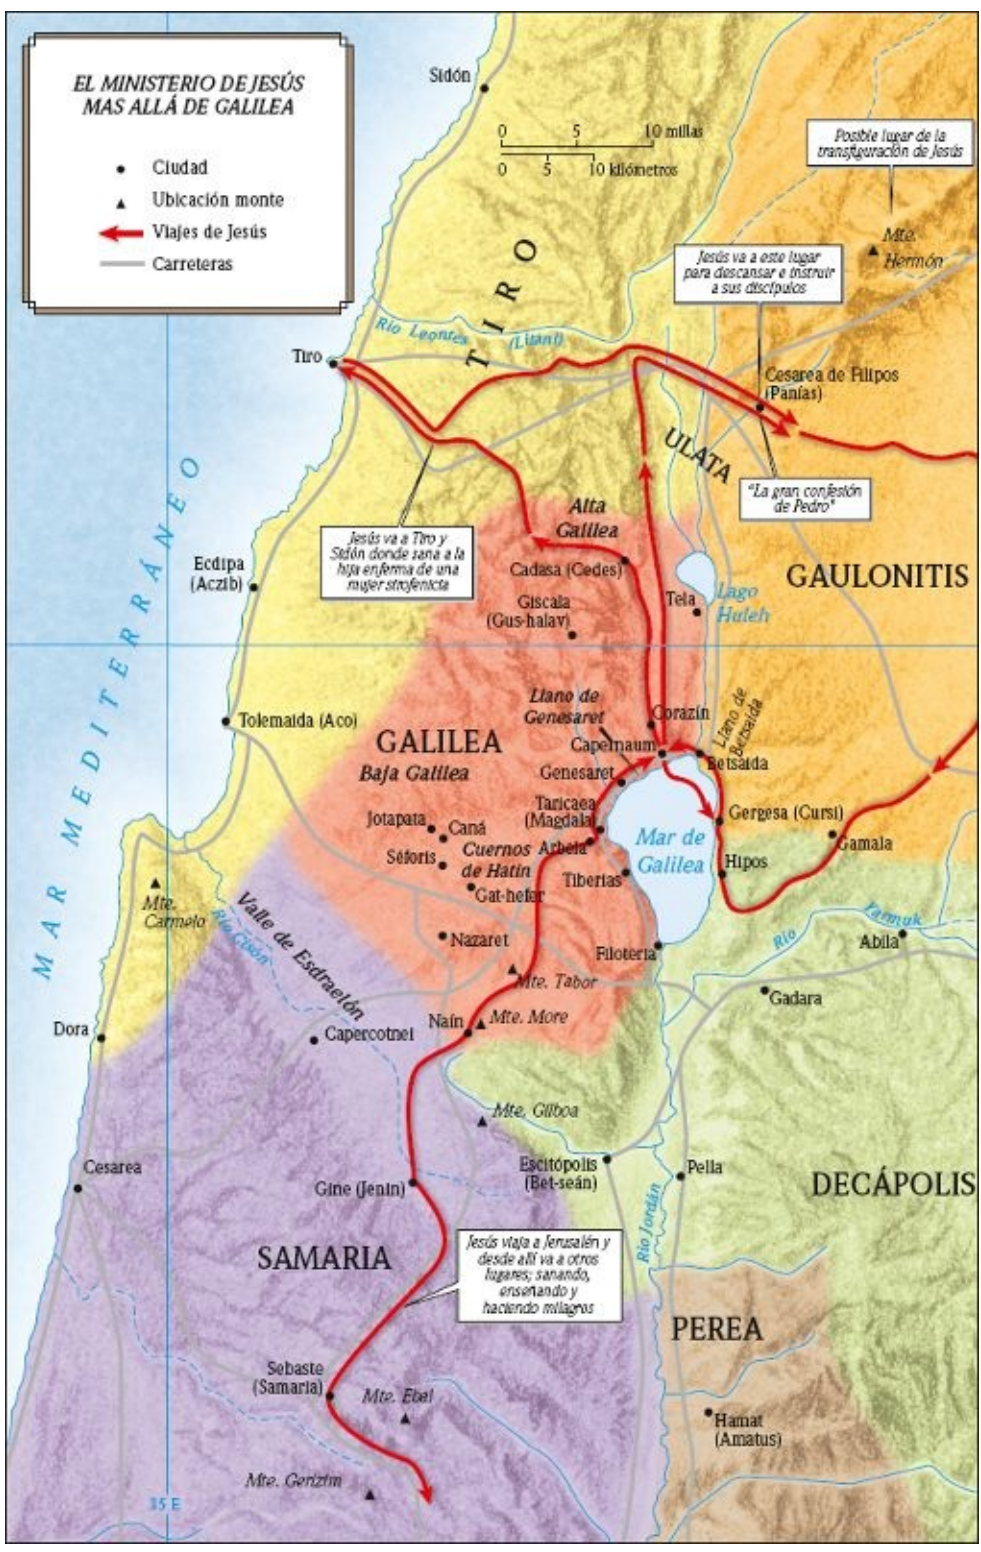 EL MINISTERIO DE JESÚS
MAS ALLÁ DE GALILEA
Ciudad
Ubicación monte
Viajes de Jesús
Carreteras
Sidón
0 5 10 millas
0 5 10 kilómetros
Posible lugar de la
transfiguración de Jesús
Mte.
Hermón
Jesús va a este lugar
para descansar e instruir
a sus discípulos
TIRO
Río Leontes (Litani)
Tiro
Cesarea de Filipos
(Panías)
ULATA
"La gran confesión
de Pedro"
Jesús va a Tiro y
Sidón donde sana a la
hija enferma de una
mujer sirofenicia
Alta
Galilea
Cadasa (Cedes)
Giscala
(Gus-halav)
Tela
Lago
Huleh
GAULONITIS
Ecdipa
(Aczib)
MAR MEDITERRÁNEO
Tolemaida (Aco)
Llano de
Genesaret
Corazín
Llano de
Betsaida
GALILEA
Baja Galilea
Capernaum
Betsaida
Genesaret
Taricaea
(Magdala)
Gergesa (Cursi)
Jotapata
Caná
Arbela
Mar de
Galilea
Gamala
Séforis
Cuernos
de Hatin
Hipos
Tiberias
Gat-hefer
Mte.
Carmelo
Valle de Esdraelón
Río Cisón
Nazaret
Filoteria
Río Yarmuk
Abila
Mte. Tabor
Gadara
Dora
Naín
Mte. More
Capercotnei
Mte. Gilboa
Cesarea
Escitópolis
(Bet-seán)
Pella
Gine (Jenin)
DECÁPOLIS
Río Jordán
SAMARIA
Jesús viaja a Jerusalén y
desde allí va a otros
lugares; sanando,
enseñando y
haciendo milagros
PEREA
Sebaste
(Samaria)
Mte. Ebal
Hamat
(Amatus)
Mte. Gerizim
35 E